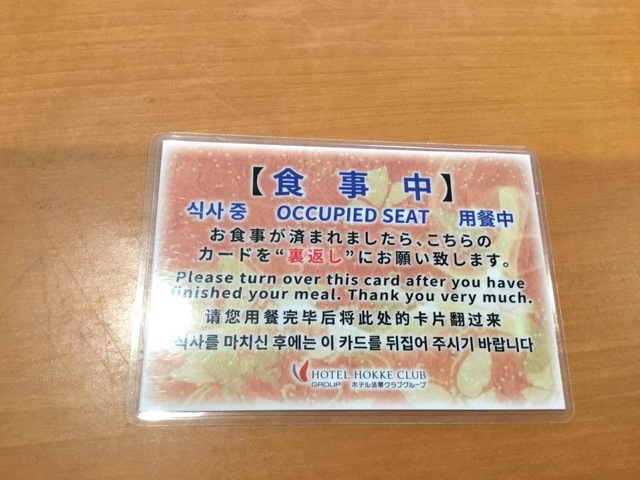 【食事中】
식사 중 OCCUPIED SEAT 用餐中
お食事が済まれましたら、こちらの
カードを“裏返し”にお願い致します。
Please turn over this card after you have
finished your meal. Thank you very much.
请您用餐完毕后将此处的卡片翻过来
식사를 마치신 후에는 이 카드를 뒤집어 주시기 바랍니다
HOTEL HOKKE CLUB
GROUP ホテル法華クラブグループ